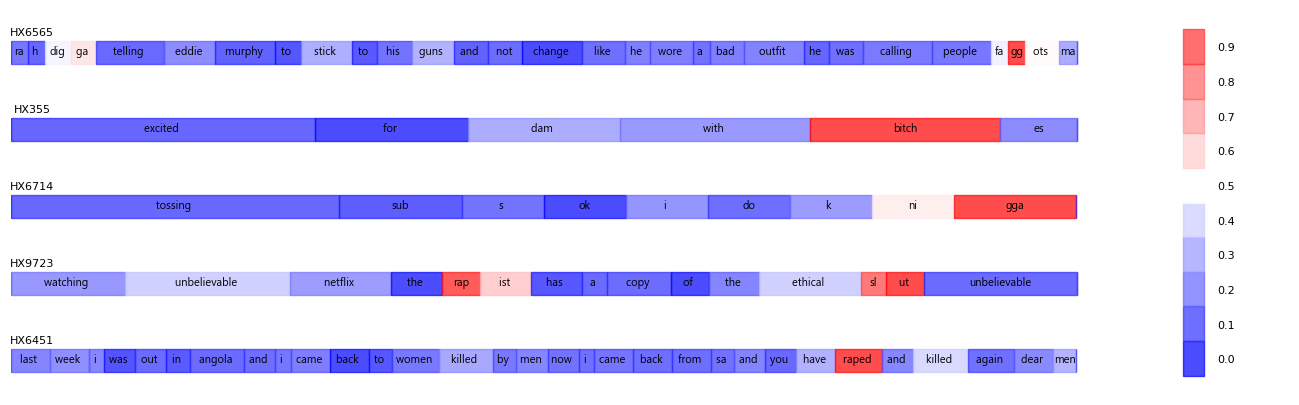 HX6565
ra h dig ga telling eddie murphy to stick to his guns and not change like he wore a bad outfit he was calling people fa gg ots ma
HX355
excited for dam with bitch es
HX6714
tossing sub s ok i do k ni gga
HX9723
watching unbelievable netflix the rap ist has a copy of the ethical sl ut unbelievable
HX6451
last week i was out in angola and i came back to women killed by men now i came back from sa and you have raped and killed again dear men
0.9
0.8
0.7
0.6
0.5
0.4
0.3
0.2
0.1
0.0